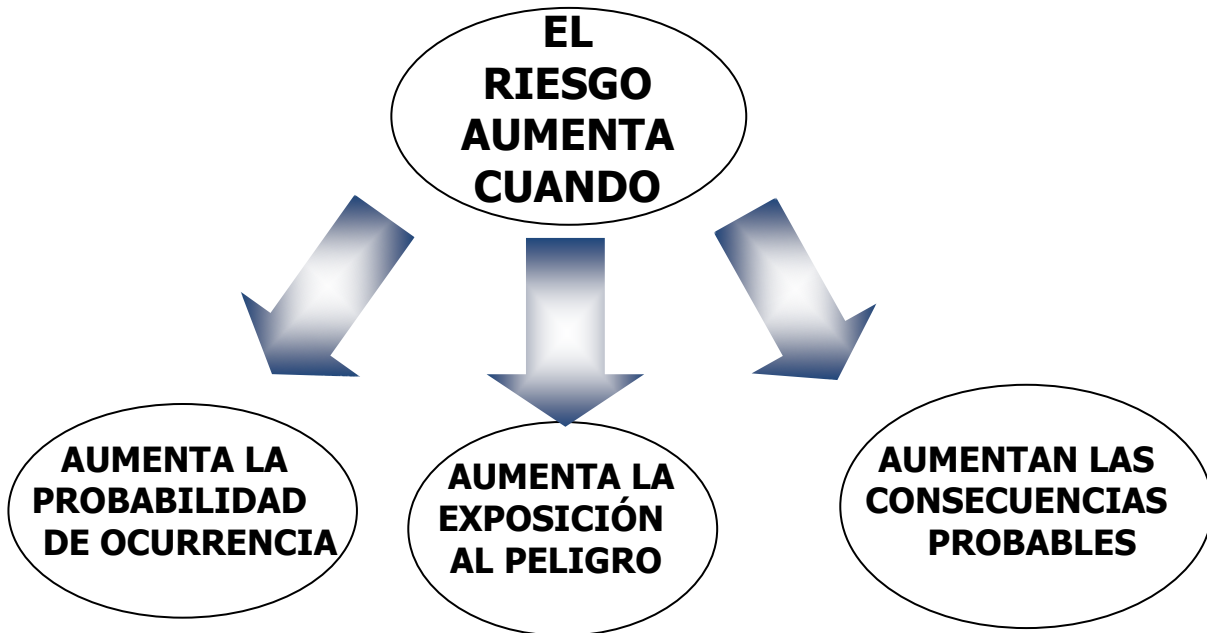 EL
RIESGO
AUMENTA
CUANDO
AUMENTA LA
PROBABILIDAD
DE OCURRENCIA
AUMENTA LA
EXPOSICIÓN
AL PELIGRO
AUMENTAN LAS
CONSECUENCIAS
PROBABLES